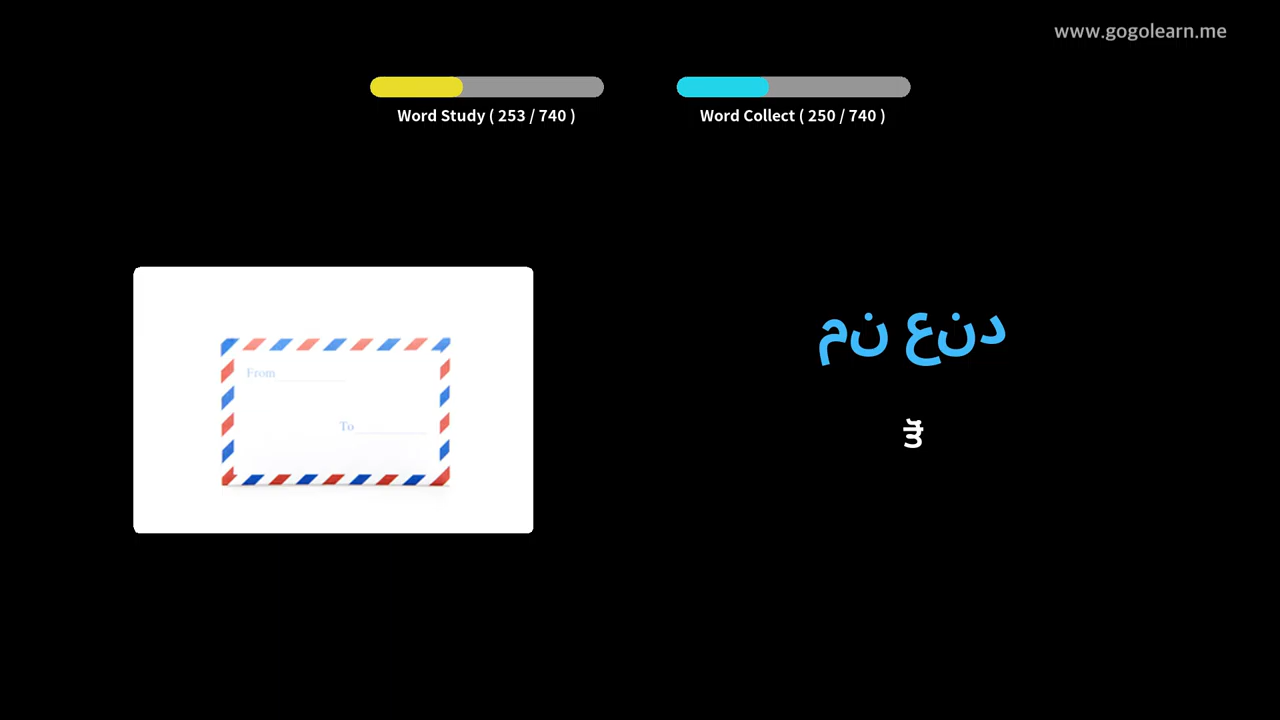 www.gogolearn.me
Word Study ( 253 / 740 )
Word Collect ( 250 / 740 )
From
To
من عند